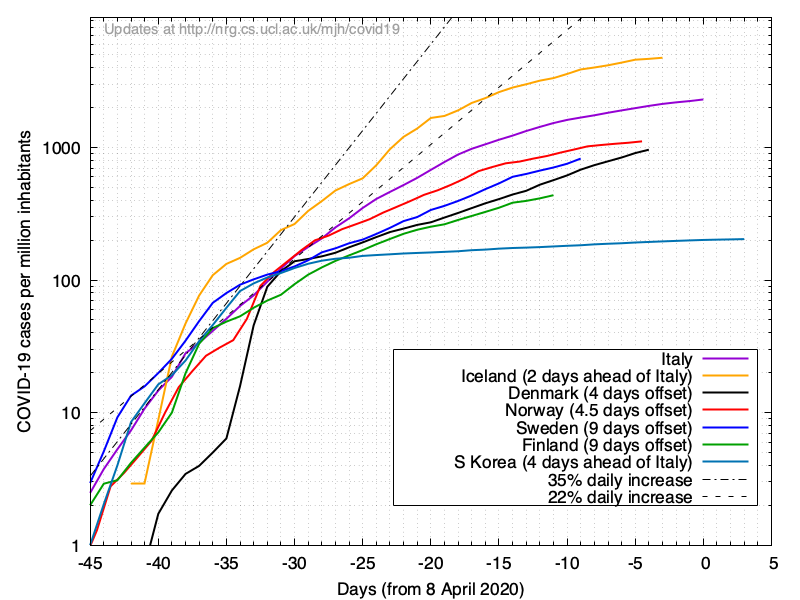 Updates at http://nrg.cs.ucl.ac.uk/mjh/covid19
COVID-19 cases per million inhabitants
1000
100
10
1
Italy
Iceland (2 days ahead of Italy)
Denmark (4 days offset)
Norway (4.5 days offset)
Sweden (9 days offset)
Finland (9 days offset)
S Korea (4 days ahead of Italy)
35% daily increase
22% daily increase
-45 -40 -35 -30 -25 -20 -15 -10 -5 0 5
Days (from 8 April 2020)